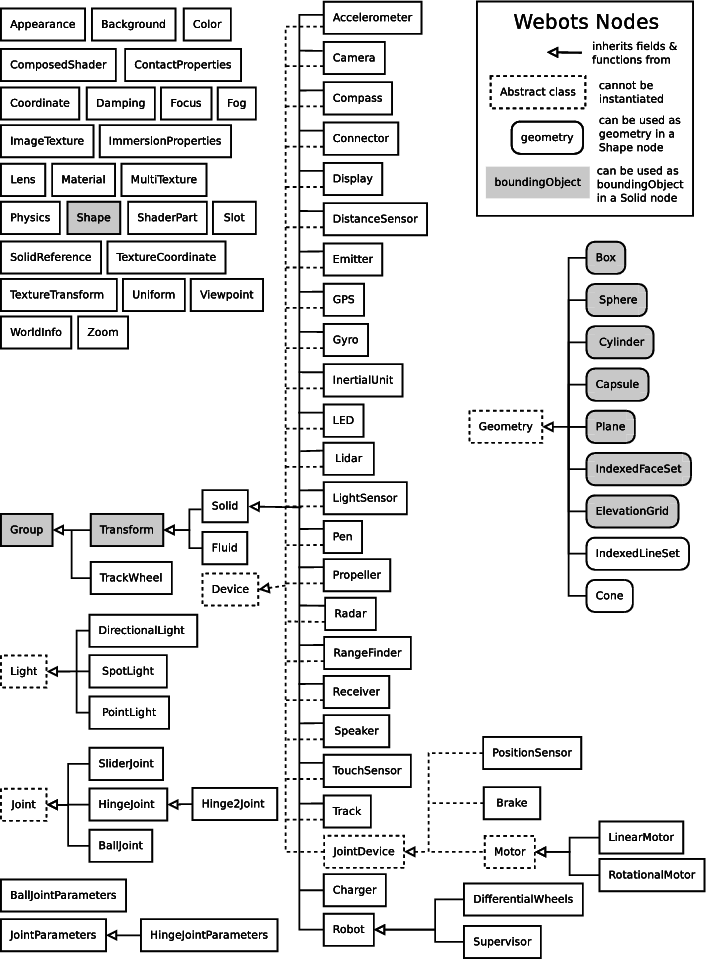 Appearance
Background
Color
ComposedShader
ContactProperties
Coordinate
Damping
Focus
Fog
ImageTexture
ImmersionProperties
Lens
Material
MultiTexture
Physics
Shape
ShaderPart
Slot
SolidReference
TextureCoordinate
TextureTransform
Uniform
Viewpoint
WorldInfo
Zoom
Group
Transform
Solid
Fluid
TrackWheel
Device
Light
DirectionalLight
SpotLight
PointLight
Joint
SliderJoint
HingeJoint
Hinge2Joint
BallJoint
BallJointParameters
JointParameters
HingeJointParameters
Accelerometer
Camera
Compass
Connector
Display
DistanceSensor
Emitter
GPS
Gyro
InertialUnit
LED
Lidar
LightSensor
Pen
Propeller
Radar
RangeFinder
Receiver
Speaker
TouchSensor
Track
JointDevice
Charger
Robot
PositionSensor
Brake
Motor
LinearMotor
RotationalMotor
DifferentialWheels
Supervisor
Webots Nodes
inherits fields &
functions from
Abstract class
cannot be
instantiated
geometry
can be used as
geometry in a
Shape node
boundingObject
can be used as
boundingObject
in a Solid node
Geometry
Box
Sphere
Cylinder
Capsule
Plane
IndexedFaceSet
ElevationGrid
IndexedLineSet
Cone